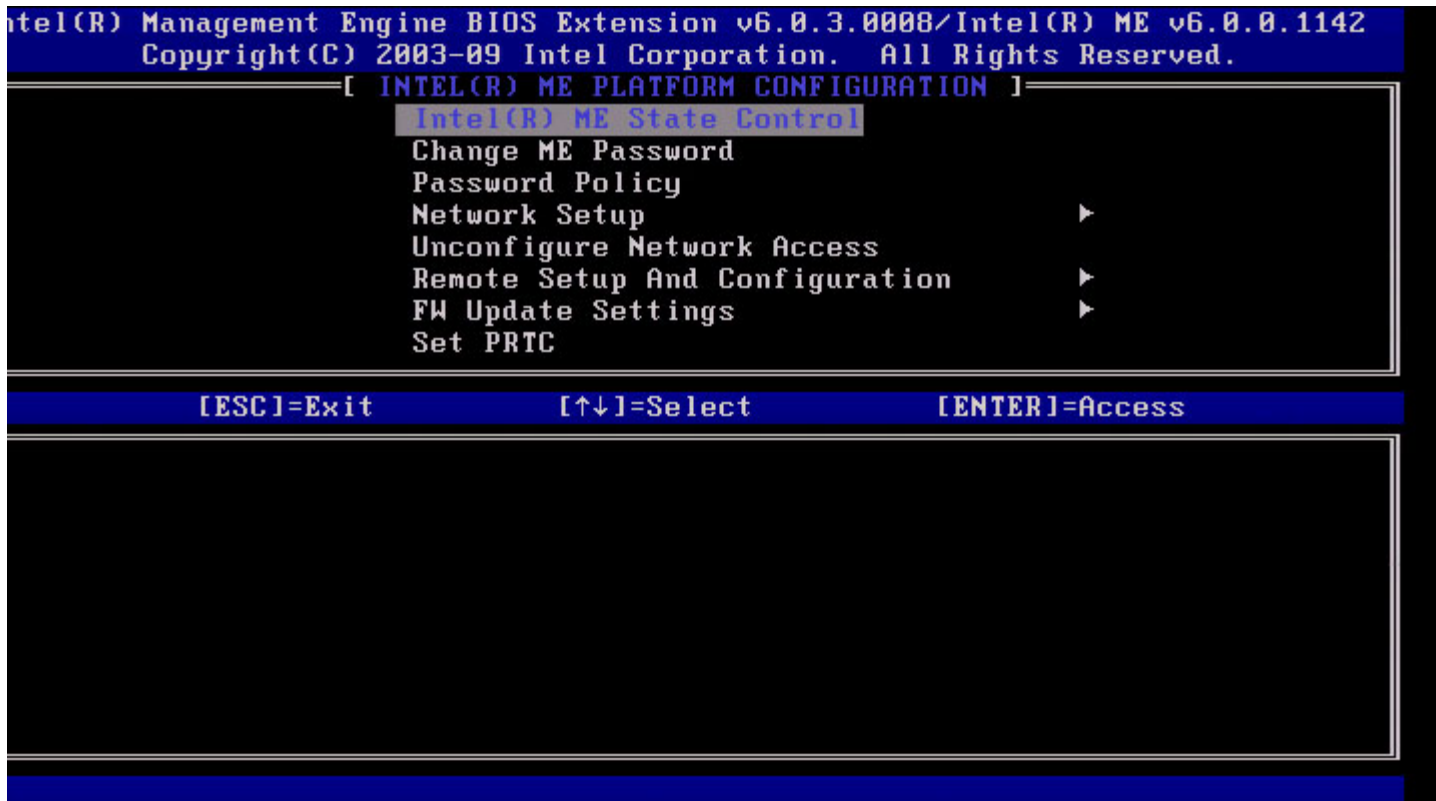 ntel(R) Management Engine BIOS Extension v6.0.3.0008/Intel(R) ME v6.0.0.1142
Copyright(C) 2003-09 Intel Corporation. All Rights Reserved.
[ INTEL(R) ME PLATFORM CONFIGURATION ]
Intel(R) ME State Control
Change ME Password
Password Policy
Network Setup ►
Unconfigure Network Access
Remote Setup And Configuration ►
FW Update Settings ►
Set PRTC
[ESC]=Exit [↑↓]=Select [ENTER]=Access